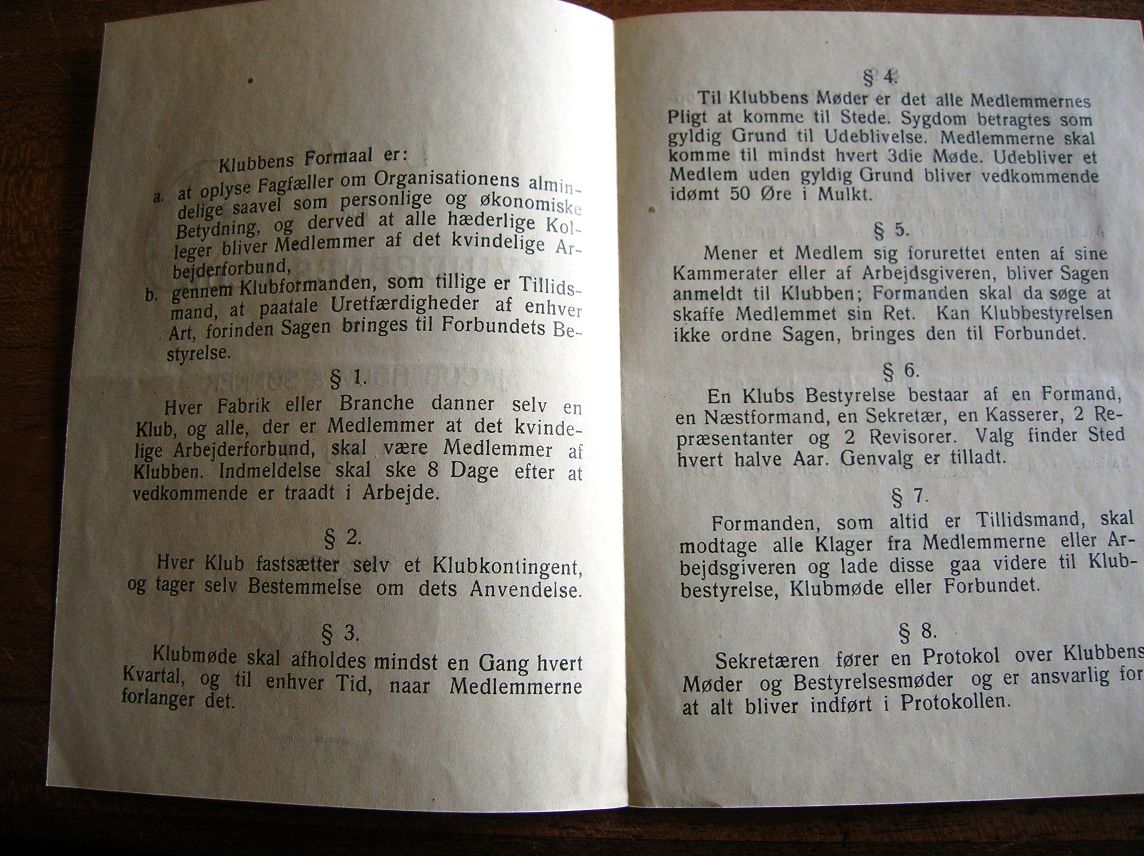 Klubbens Formaal er:
a. at oplyse Fagfæller om Organisationens almin-
delige saavel som personlige og økonomiske
Betydning, og derved at alle hæderlige Kol-
leger bliver Medlemmer af det kvindelige Ar-
bejderforbund,
b. gennem Klubformanden, som tillige er Tillids-
mand, at paatale Uretfærdigheder af enhver
Art, forinden Sagen bringes til Forbundets Be-
styrelse.
§ 1.
Hver Fabrik eller Branche danner selv en
Klub, og alle, der er Medlemmer at det kvinde-
lige Arbejderforbund, skal være Medlemmer af
Klubben. Indmeldelse skal ske 8 Dage efter at
vedkommende er traadt i Arbejde.
§ 2.
Hver Klub fastsætter selv et Klubkontingent,
og tager selv Bestemmelse om dets Anvendelse.
§ 3.
Klubmøde skal afholdes mindst en Gang hvert
Kvartal, og til enhver Tid, naar Medlemmerne
forlanger det.
§ 4.
Til Klubbens Møder er det alle Medlemmernes
Pligt at komme til Stede. Sygdom betragtes som
gyldig Grund til Udeblivelse. Medlemmerne skal
komme til mindst hvert 3die Møde. Udebliver et
Medlem uden gyldig Grund bliver vedkommende
idømt 50 Øre i Mulkt.
§ 5.
Mener et Medlem sig forurettet enten af sine
Kammerater eller af Arbejdsgiveren, bliver Sagen
anmeldt til Klubben; Formanden skal da søge at
skaffe Medlemmet sin Ret. Kan Klubbestyrelsen
ikke ordne Sagen, bringes den til Forbundet.
§ 6.
En Klubs Bestyrelse bestaar af en Formand,
en Næstformand, en Sekretær, en Kasserer, 2 Re-
præsentanter og 2 Revisorer. Valg finder Sted
hvert halve Aar. Genvalg er tilladt.
§ 7.
Formanden, som altid er Tillidsmand, skal
modtage alle Klager fra Medlemmerne eller Ar-
bejdsgiveren og lade disse gaa videre til Klub-
bestyrelse, Klubmøde eller Forbundet.
§ 8.
Sekretæren fører en Protokol over Klubbens
Møder og Bestyrelsesmøder og er ansvarlig for
at alt bliver indført i Protokollen.